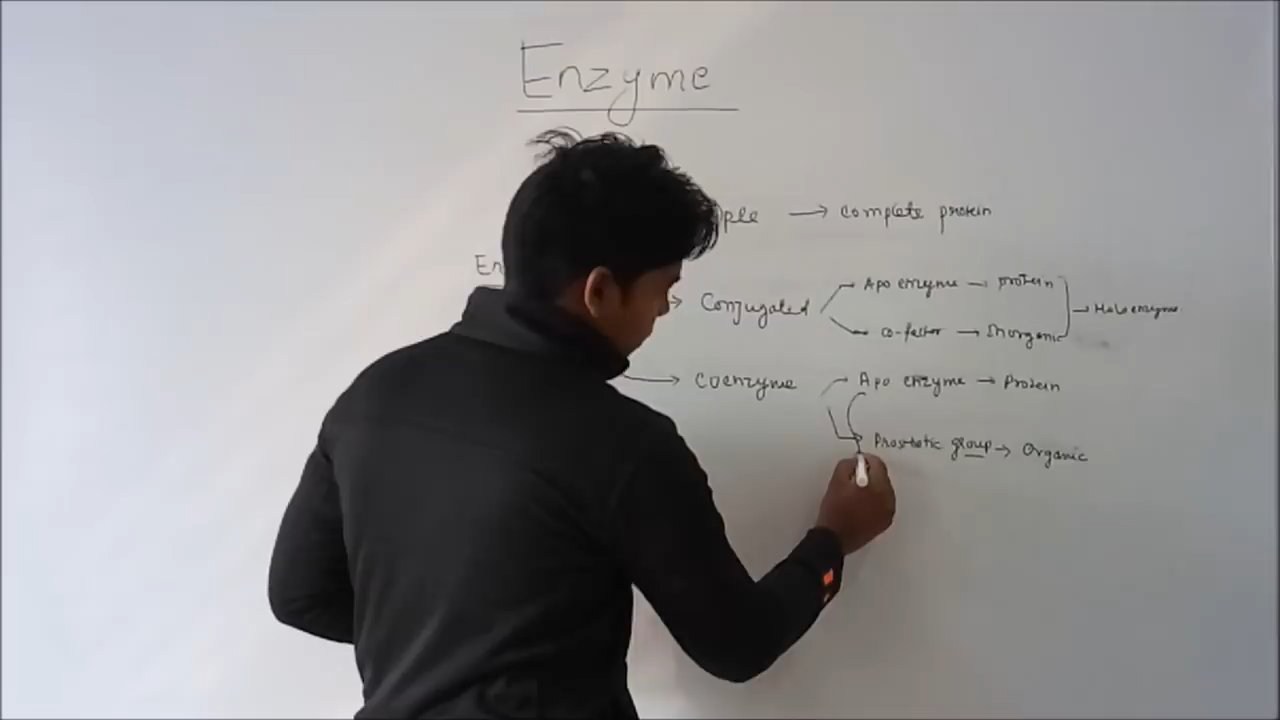 Enzyme
ple → Complete protein
En
Conjugated
Apo enzyme → protein
Co-factor → Inorganic
→ Holoenzyme
→ Coenzyme
→ Apo enzyme → Protein
Prosthetic group → Organic